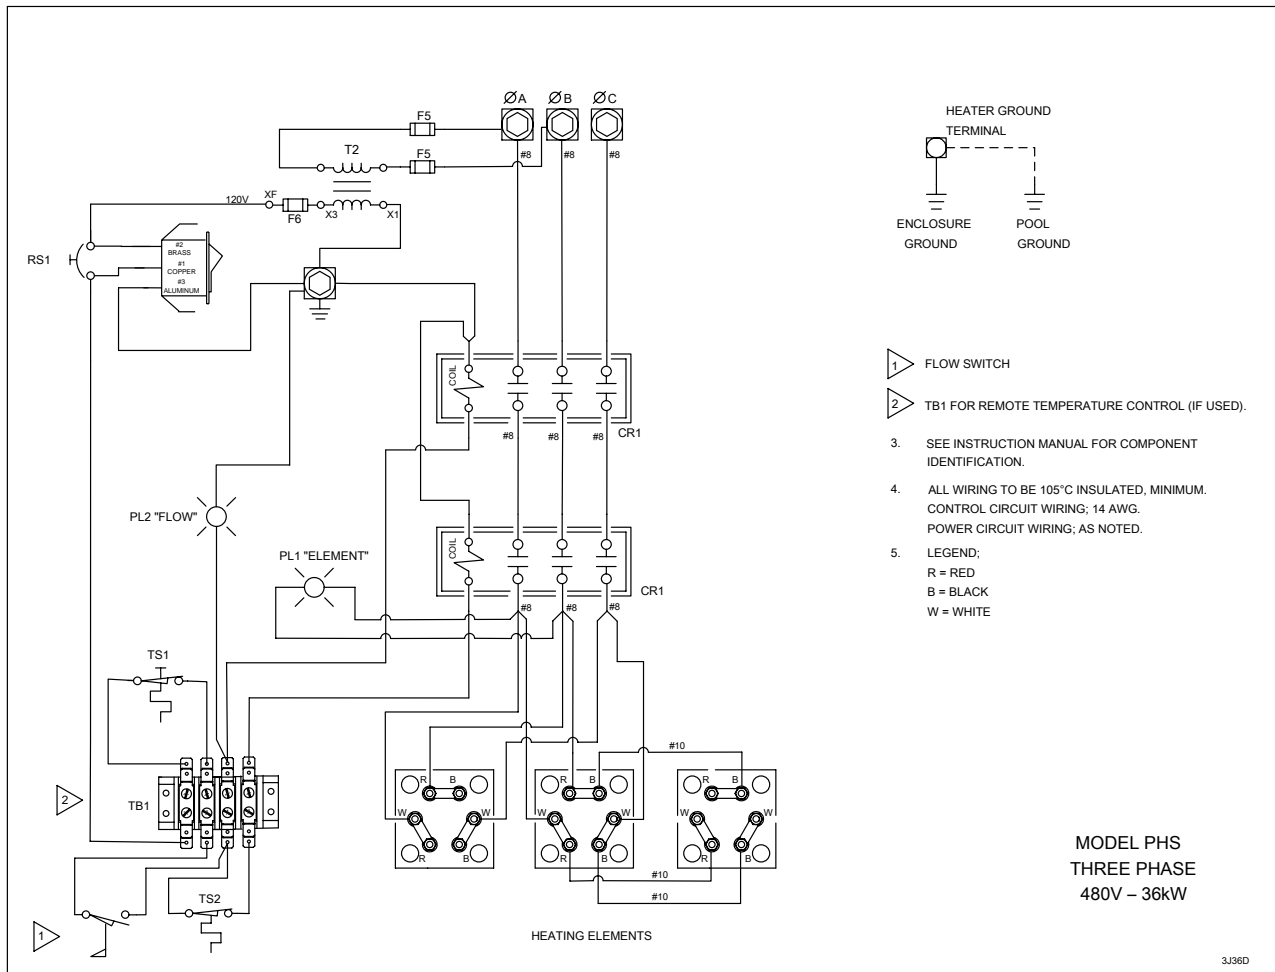 ØA
ØB
ØC
F5
#8
#8
#8
T2
F5
120V
XF
F6
X3
X1
RS1
#2
BRASS
#1
COPPER
#3
ALUMINUM
COIL
CR1
#8
#8
#8
PL2 "FLOW"
COIL
PL1 "ELEMENT"
CR1
#8
#8
#8
TS1
2
TB1
TS2
1
#10
R
B
W
W
R
B
R
B
W
W
R
B
R
B
W
W
R
B
#10
#10
HEATING ELEMENTS
HEATER GROUND
TERMINAL
ENCLOSURE
GROUND
POOL
GROUND
1 FLOW SWITCH
2 TB1 FOR REMOTE TEMPERATURE CONTROL (IF USED).
3. SEE INSTRUCTION MANUAL FOR COMPONENT
IDENTIFICATION.
4. ALL WIRING TO BE 105°C INSULATED, MINIMUM.
CONTROL CIRCUIT WIRING; 14 AWG.
POWER CIRCUIT WIRING; AS NOTED.
5. LEGEND;
R = RED
B = BLACK
W = WHITE
MODEL PHS
THREE PHASE
480V – 36kW
3J36D